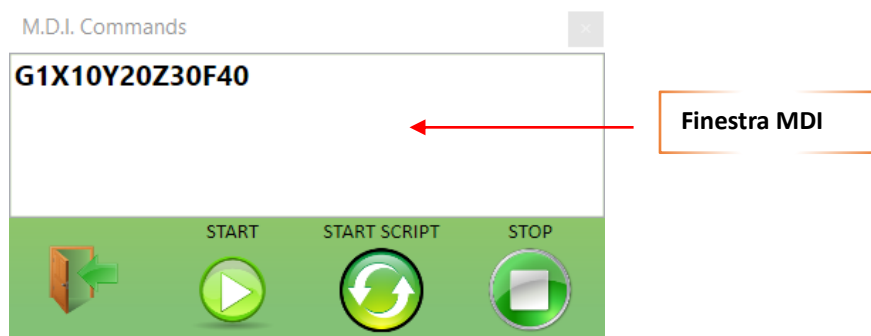 M.D.I. Commands
G1X10Y20Z30F40
Finestra MDI
START START SCRIPT STOP